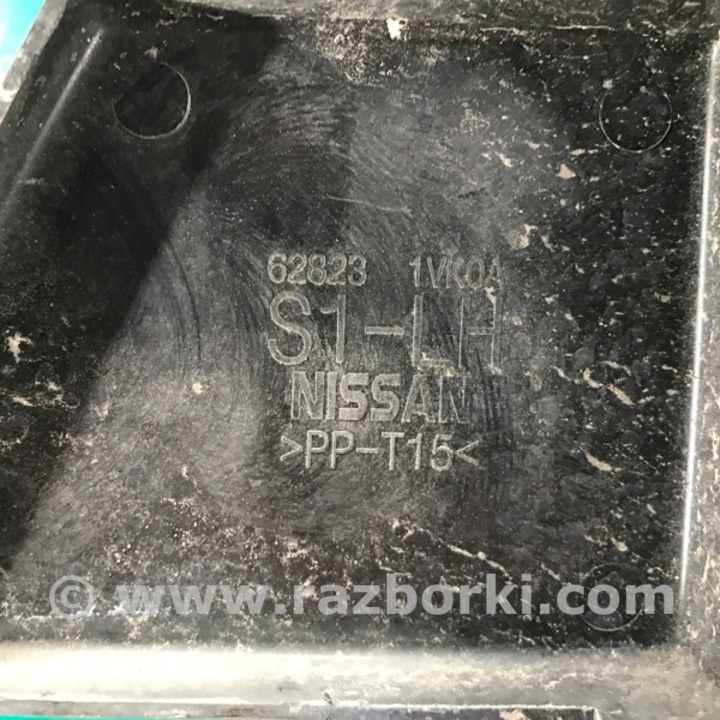 62823 1VK0A
S1-LH
NISSAN
>PP-T15<
© www.razborki.com